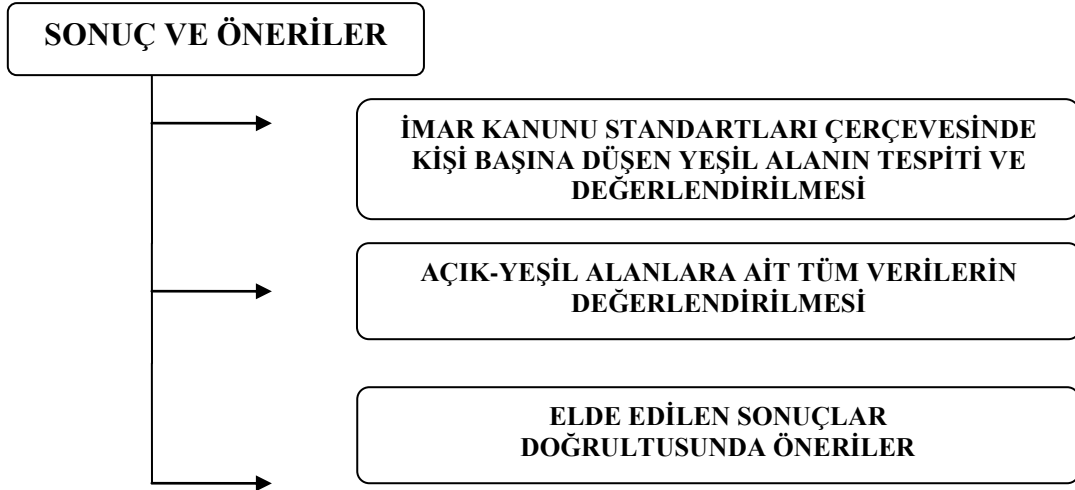 SONUÇ VE ÖNERİLER
İMAR KANUNU STANDARTLARI ÇERÇEVESİNDE
KİŞİ BAŞINA DÜŞEN YEŞİL ALANIN TESPİTİ VE
DEĞERLENDİRİLMESİ
AÇIK-YEŞİL ALANLARA AİT TÜM VERİLERİN
DEĞERLENDİRİLMESİ
ELDE EDİLEN SONUÇLAR
DOĞRULTUSUNDA ÖNERİLER